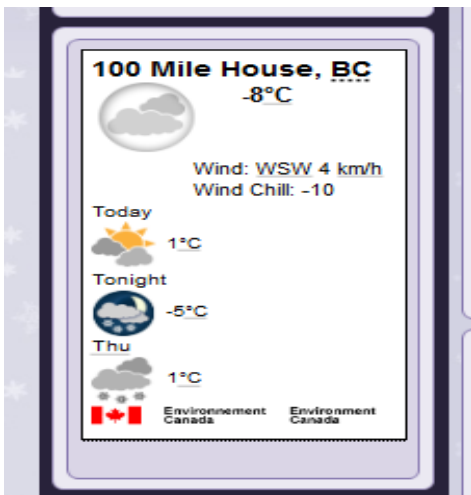 100 Mile House, BC
-8°C
Wind: WSW 4 km/h
Wind Chill: -10
Today
1°C
Tonight
-5°C
Thu
1°C
Environnement Canada
Environment Canada